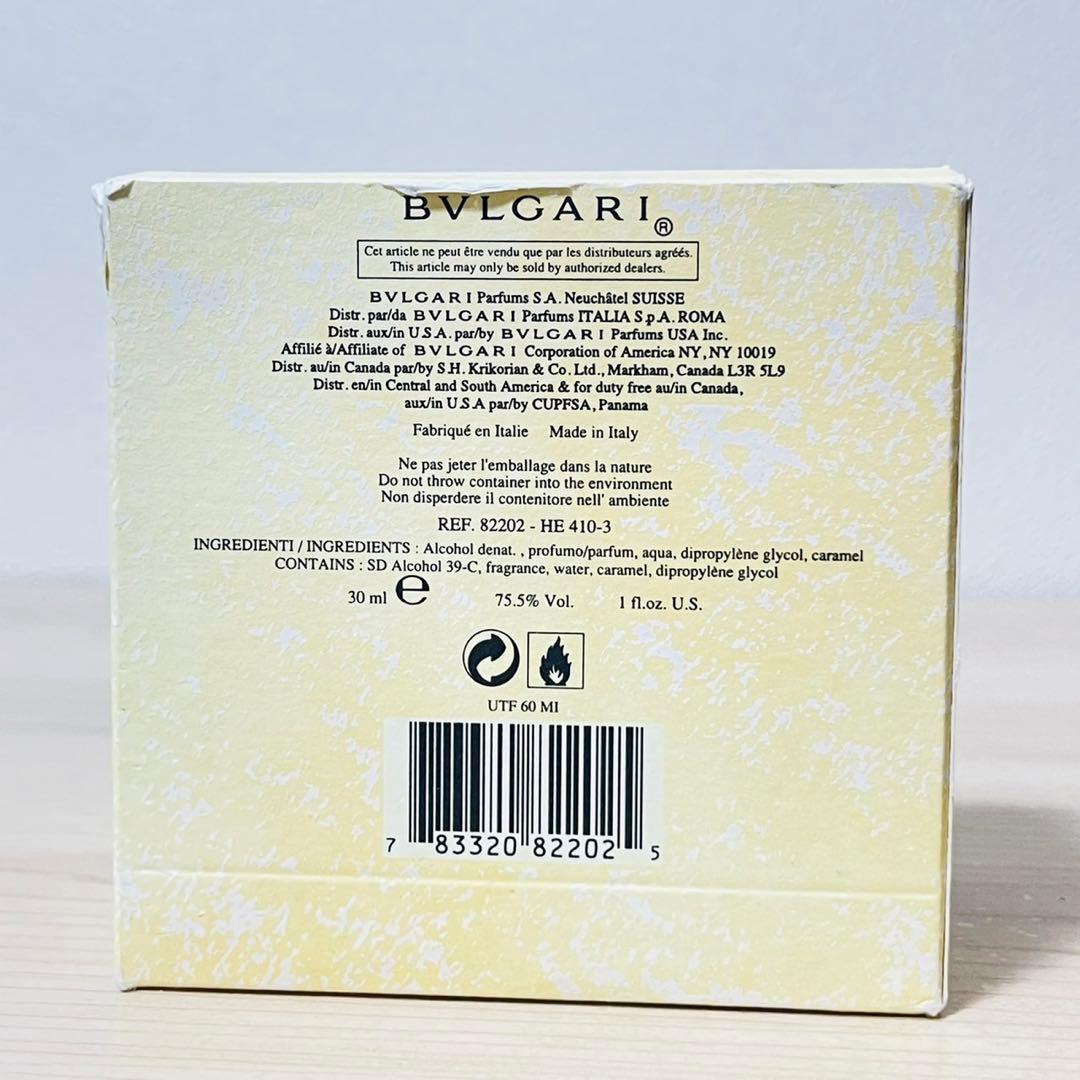 BVLGARI®
Cet article ne peut être vendu que par les distributeurs agréés.
This article may only be sold by authorized dealers.
BVLGARI Parfums S.A. Neuchâtel SUISSE
Distr. par/da BVLGARI Parfums ITALIA S.p.A. ROMA
Distr. aux/in U.S.A. par/by BVLGARI Parfums USA Inc.
Affilié à/Affiliate of BVLGARI Corporation of America NY, NY 10019
Distr. au/in Canada par/by S.H. Krikorian & Co. Ltd., Markham, Canada L3R 5L9
Distr. en/in Central and South America & for duty free au/in Canada,
aux/in U.S.A par/by CUPFSA, Panama
Fabriqué en Italie Made in Italy
Ne pas jeter l'emballage dans la nature
Do not throw container into the environment
Non disperdere il contenitore nell' ambiente
REF. 82202 - HE 410-3
INGREDIENTI / INGREDIENTS : Alcohol denat. , profumo/parfum, aqua, dipropylène glycol, caramel
CONTAINS : SD Alcohol 39-C, fragrance, water, caramel, dipropylène glycol
30 ml e 75.5% Vol. 1 fl.oz. U.S.
UTF 60 MI
7 83320 82202 5